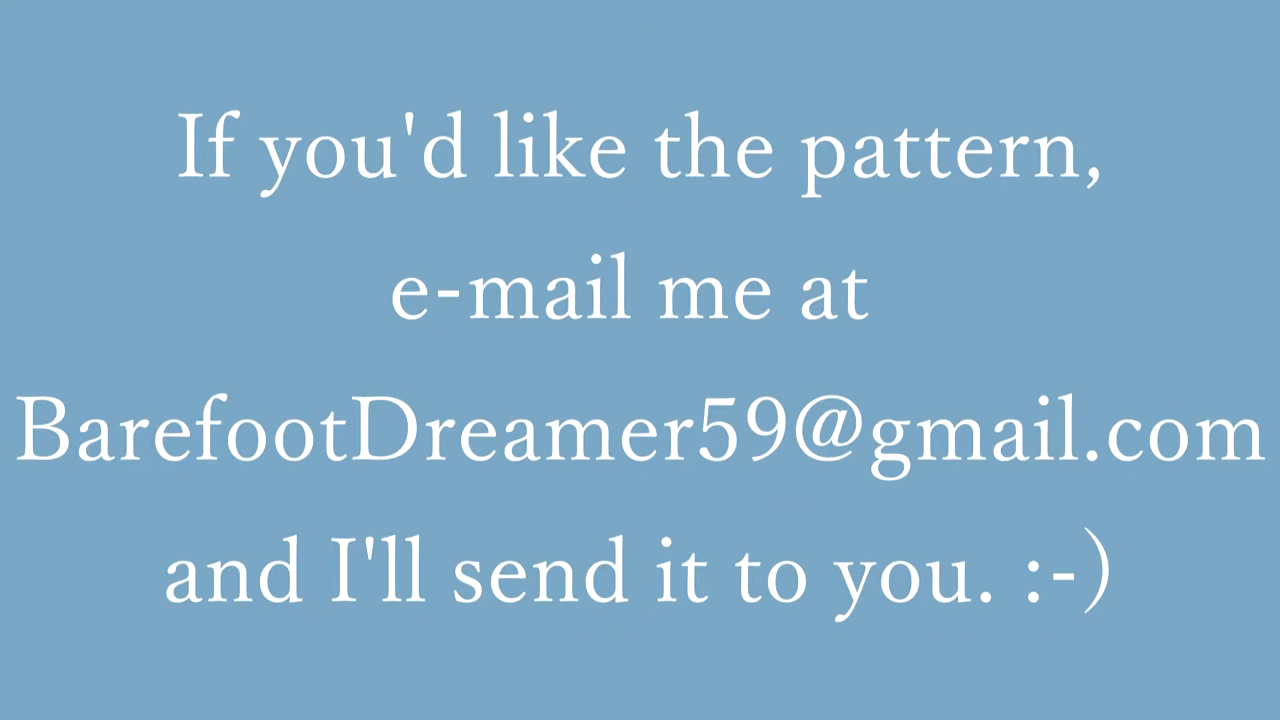 If you'd like the pattern,
e-mail me at
BarefootDreamer59@gmail.com
and I'll send it to you. :-)